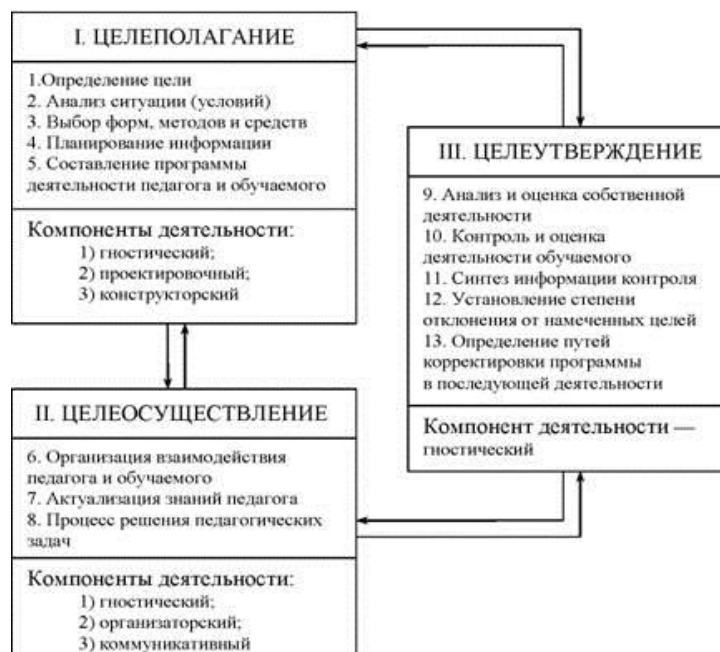 I. ЦЕЛЕПОЛАГАНИЕ
1.Определение цели
2. Анализ ситуации (условий)
3. Выбор форм, методов и средств
4. Планирование информации
5. Составление программы
деятельности педагога и обучаемого
Компоненты деятельности:
1) гностический;
2) проектировочный;
3) конструкторский
II. ЦЕЛЕОСУЩЕСТВЛЕНИЕ
6. Организация взаимодействия
педагога и обучаемого
7. Актуализация знаний педагога
8. Процесс решения педагогических
задач
Компоненты деятельности:
1) гностический;
2) организаторский;
3) коммуникативный
III. ЦЕЛЕУТВЕРЖДЕНИЕ
9. Анализ и оценка собственной
деятельности
10. Контроль и оценка
деятельности обучаемого
11. Синтез информации контроля
12. Установление степени
отклонения от намеченных целей
13. Определение путей
корректировки программы
в последующей деятельности
Компонент деятельности —
гностический